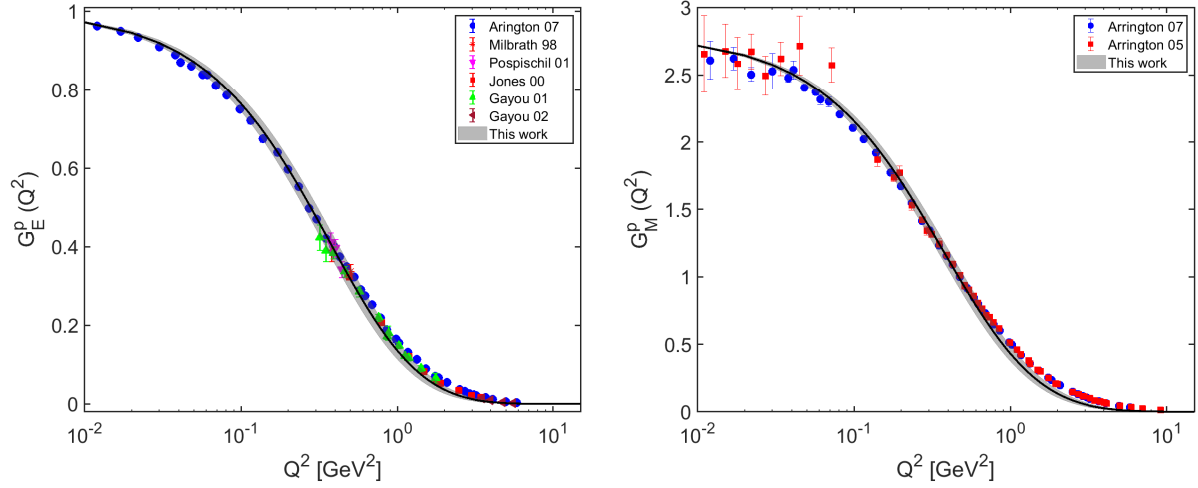 1
0.8
0.6
0.4
0.2
0
10^-2
10^-1
10^0
10^1
Q^2 [GeV^2]
G_E^p (Q^2)
Arington 07
Milbrath 98
Pospischil 01
Jones 00
Gayou 01
Gayou 02
This work
3
2.5
2
1.5
1
0.5
0
10^-2
10^-1
10^0
10^1
Q^2 [GeV^2]
G_M^p (Q^2)
Arrington 07
Arrington 05
This work